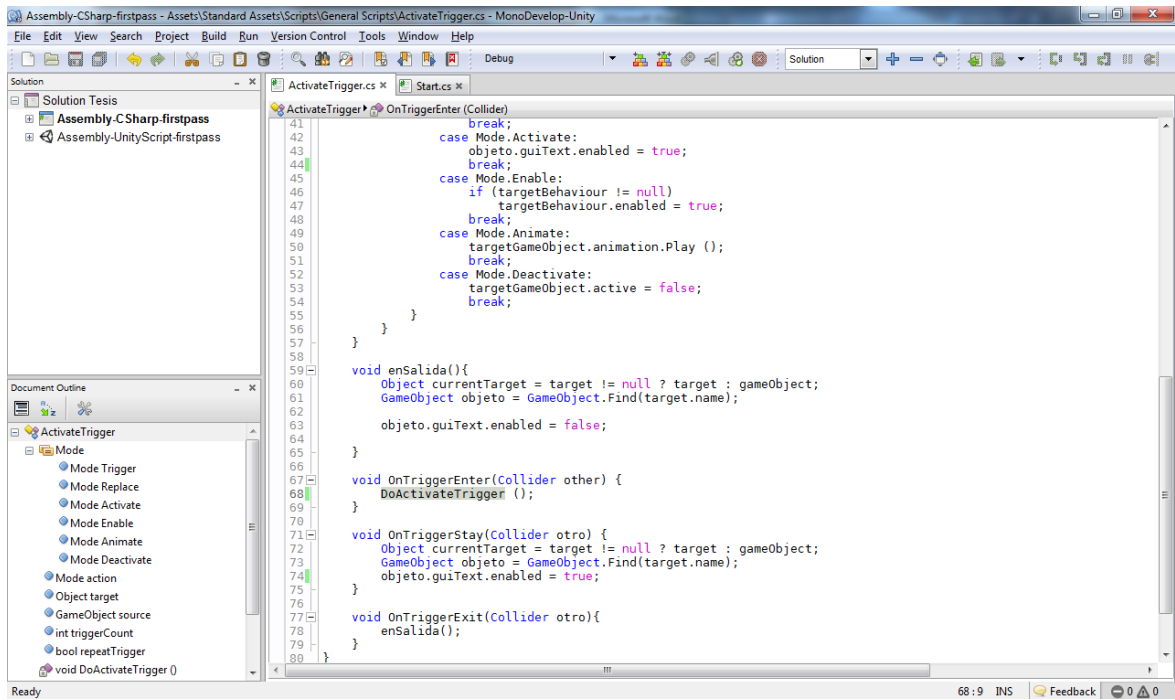 Assembly-CSharp-firstpass - Assets\Standard Assets\Scripts\General Scripts\ActivateTrigger.cs - MonoDevelop-Unity
File Edit View Search Project Build Run Version Control Tools Window Help
Debug Solution
Solution
Solution Tesis
Assembly-CSharp-firstpass
Assembly-UnityScript-firstpass
Document Outline
ActivateTrigger
Mode
Mode Trigger
Mode Replace
Mode Activate
Mode Enable
Mode Animate
Mode Deactivate
Mode action
Object target
GameObject source
int triggerCount
bool repeatTrigger
void DoActivateTrigger ()
ActivateTrigger.cs Start.cs
ActivateTrigger OnTriggerEnter (Collider)
41 break;
42 case Mode.Activate:
43 objeto.guiText.enabled = true;
44 break;
45 case Mode.Enable:
46 if (targetBehaviour != null)
47 targetBehaviour.enabled = true;
48 break;
49 case Mode.Animate:
50 targetGameObject.animation.Play ();
51 break;
52 case Mode.Deactivate:
53 targetGameObject.active = false;
54 break;
55 }
56 }
57 }
58
59 void enSalida(){
60 Object currentTarget = target != null ? target : gameObject;
61 GameObject objeto = GameObject.Find(target.name);
62
63 objeto.guiText.enabled = false;
64
65 }
66
67 void OnTriggerEnter(Collider other) {
68 DoActivateTrigger ();
69 }
70
71 void OnTriggerStay(Collider otro) {
72 Object currentTarget = target != null ? target : gameObject;
73 GameObject objeto = GameObject.Find(target.name);
74 objeto.guiText.enabled = true;
75 }
76
77 void OnTriggerExit(Collider otro){
78 enSalida();
79 }
80 }
Ready 68 : 9 INS Feedback 0 0